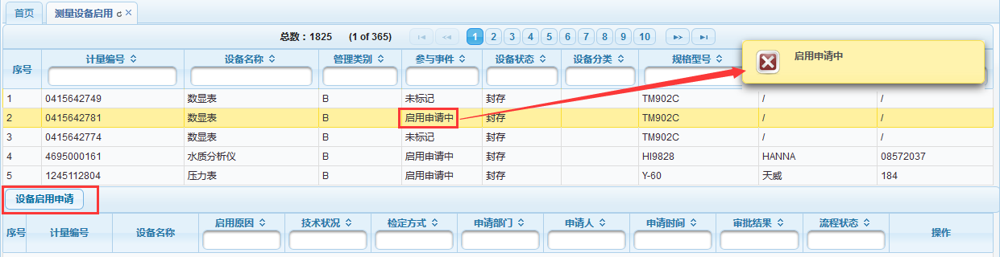 首页 测量设备启用
总数：1825 (1 of 365) 1 2 3 4 5 6 7 8 9 10
序号 计量编号 设备名称 管理类别 参与事件 设备状态 设备分类 规格型号
启用申请中
1 0415642749 数显表 B 未标记 封存 TM902C / /
2 0415642781 数显表 B 启用申请中 封存 TM902C / /
3 0415642774 数显表 B 未标记 封存 TM902C / /
4 4695000161 水质分析仪 B 启用申请中 封存 HI9828 HANNA 08572037
5 1245112804 压力表 B 启用申请中 封存 Y-60 天威 184
设备启用申请
序号 计量编号 设备名称 启用原因 技术状况 检定方式 申请部门 申请人 申请时间 审批结果 流程状态 操作